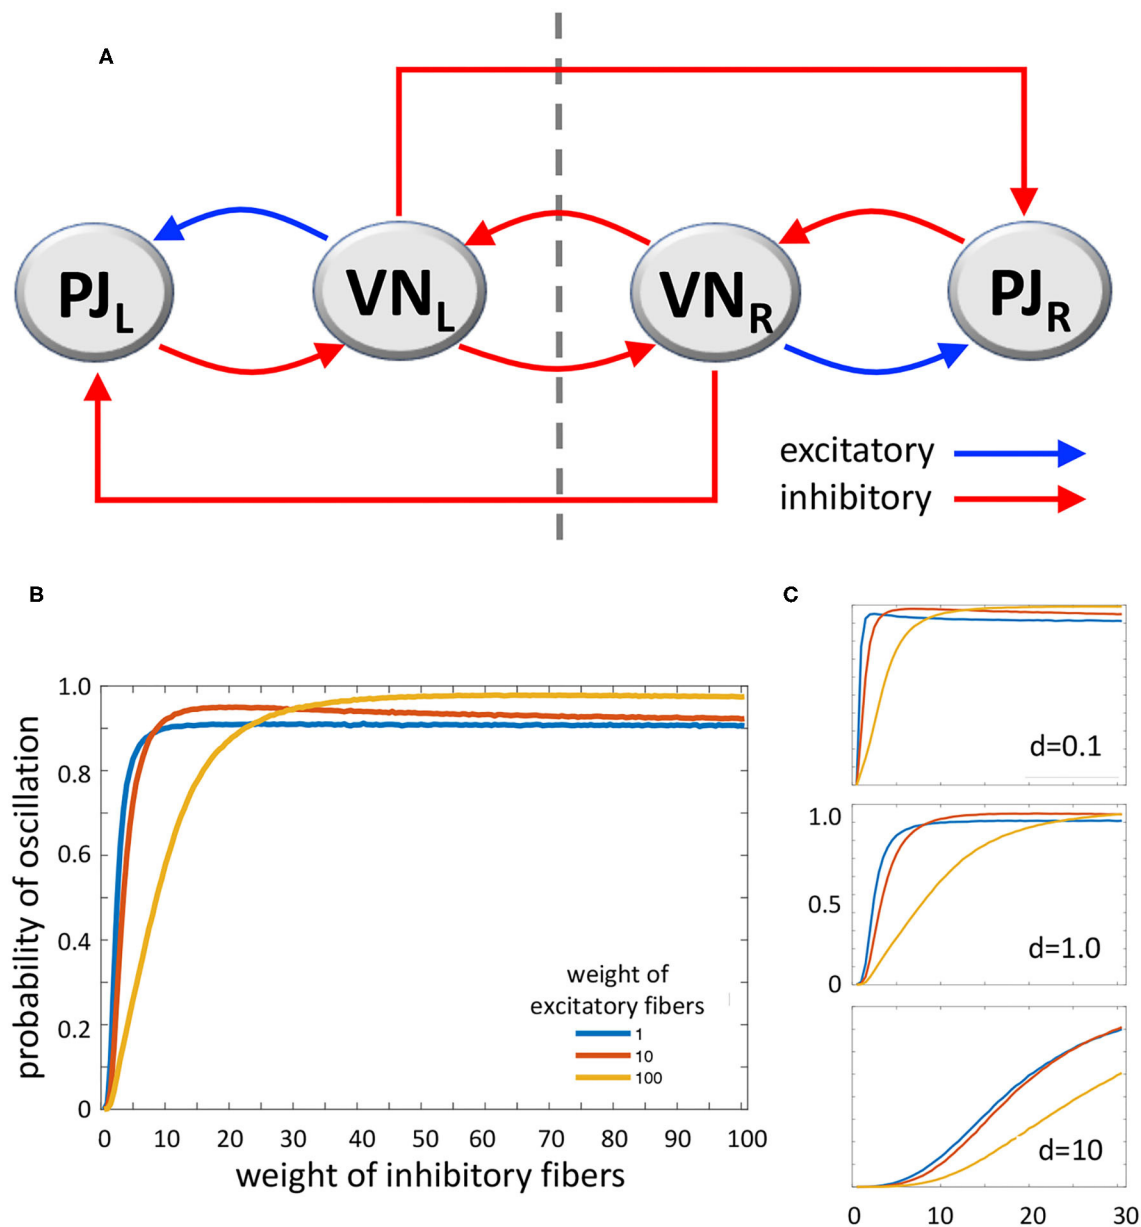 A
PJL
VNL
VNR
PJR
excitatory
inhibitory
B
probability of oscillation
1.0
0.8
0.6
0.4
0.2
0
weight of
excitatory fibers
1
10
100
0 10 20 30 40 50 60 70 80 90 100
weight of inhibitory fibers
C
d=0.1
1.0
0.5
0
d=1.0
d=10
0 10 20 30